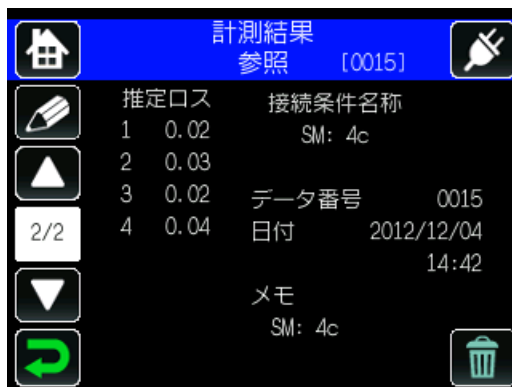 計測結果
参照 [0015]
推定ロス
1 0.02
2 0.03
3 0.02
4 0.04
2/2
接続条件名称
SM: 4c
データ番号 0015
日付 2012/12/04
14:42
メモ
SM: 4c